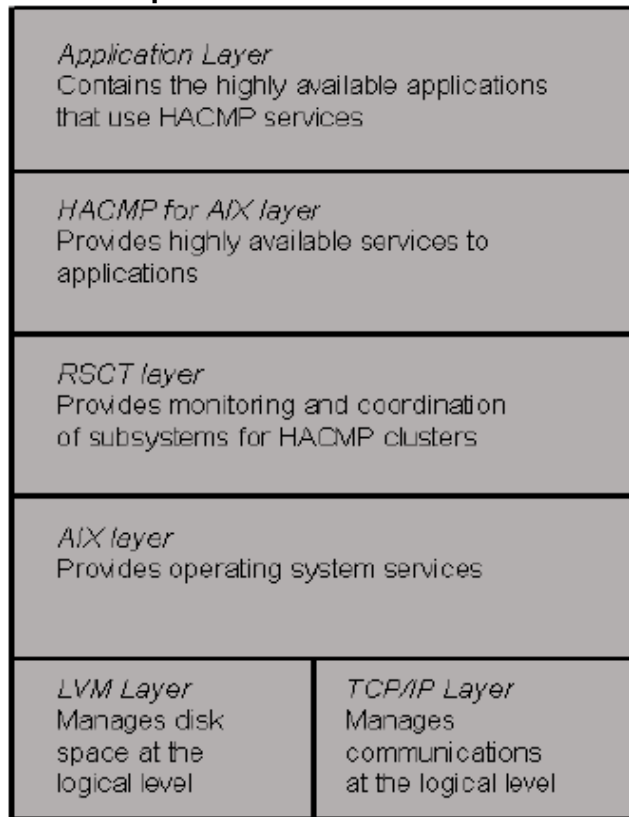 Application Layer
Contains the highly available applications
that use HACMP services
HACMP for AIX layer
Provides highly available services to
applications
RSCT layer
Provides monitoring and coordination
of subsystems for HACMP clusters
AIX layer
Provides operating system services
LVM Layer
Manages disk
space at the
logical level
TCP/IP Layer
Manages
communications
at the logical level